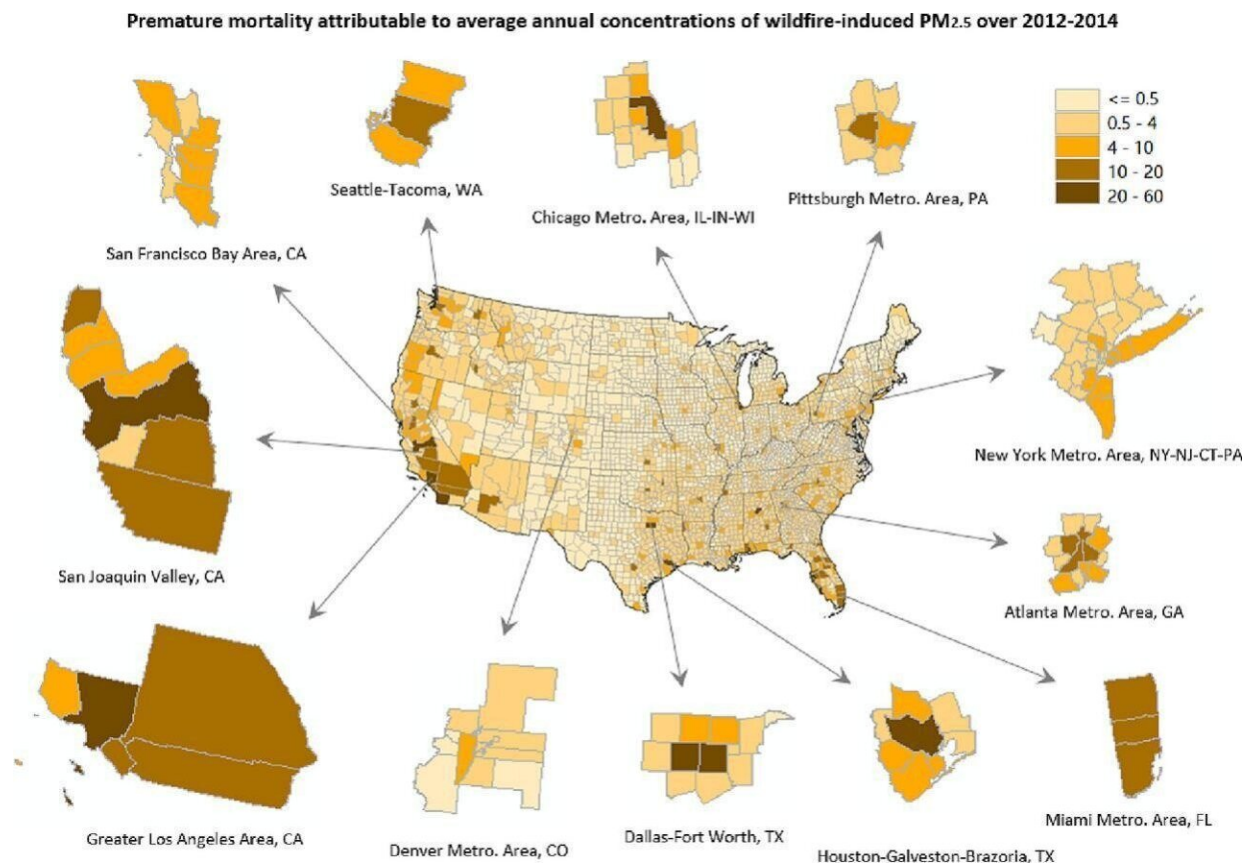 Premature mortality attributable to average annual concentrations of wildfire-induced PM2.5 over 2012-2014
<= 0.5
0.5 - 4
4 - 10
10 - 20
20 - 60
Seattle-Tacoma, WA
Chicago Metro. Area, IL-IN-WI
Pittsburgh Metro. Area, PA
San Francisco Bay Area, CA
New York Metro. Area, NY-NJ-CT-PA
San Joaquin Valley, CA
Atlanta Metro. Area, GA
Greater Los Angeles Area, CA
Denver Metro. Area, CO
Dallas-Fort Worth, TX
Houston-Galveston-Brazoria, TX
Miami Metro. Area, FL